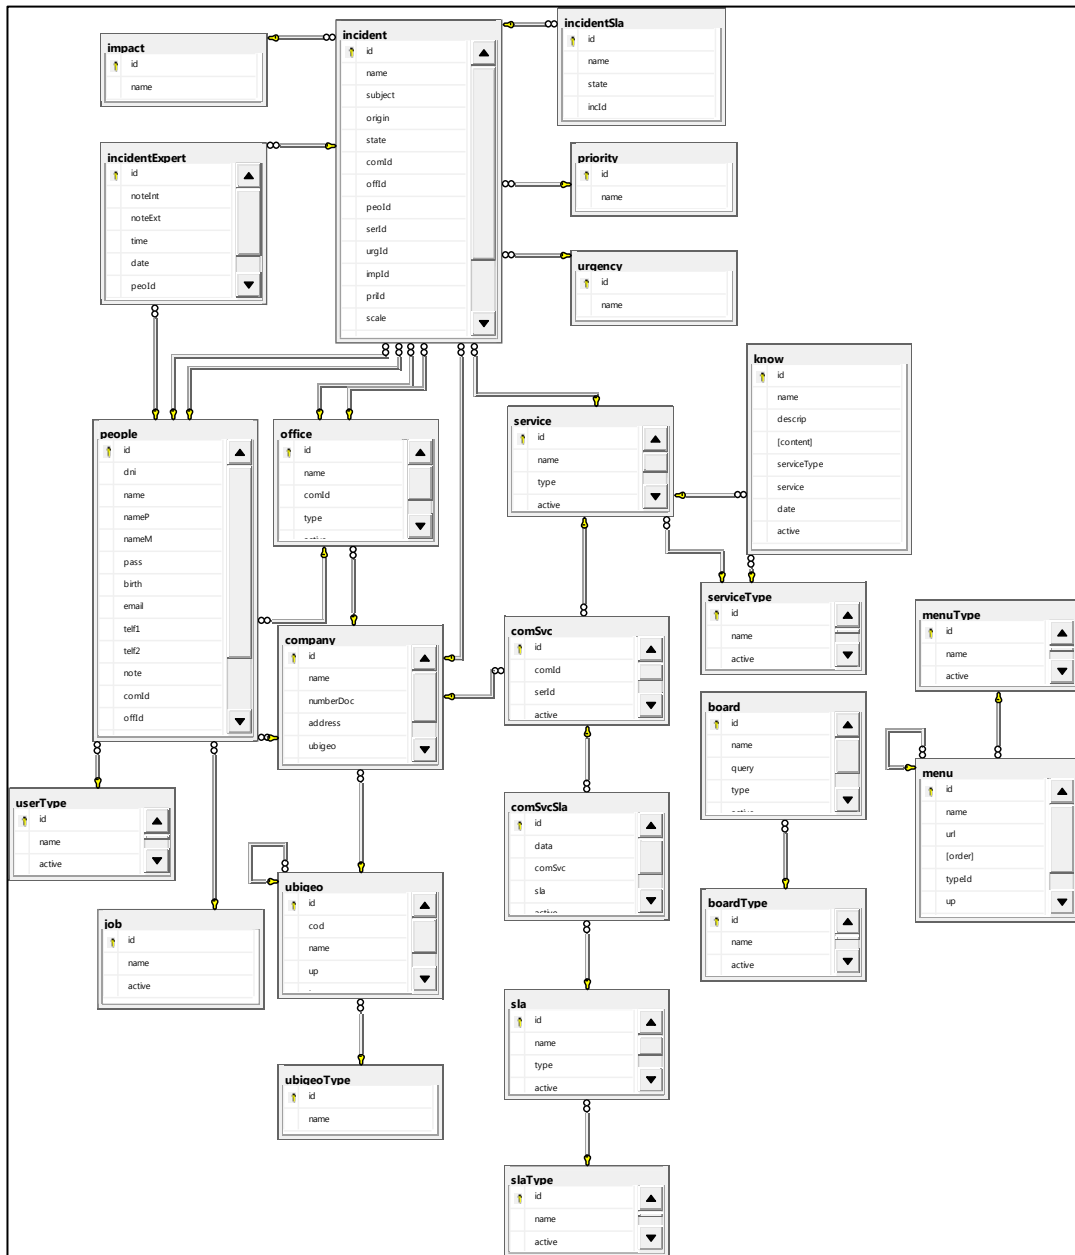 impact
id
name
incident
id
name
subject
origin
state
comId
offId
peoId
serId
urgId
impId
priId
scale
incidentSla
id
name
state
incId
incidentExpert
id
noteInt
noteExt
time
date
peoId
priority
id
name
urgency
id
name
know
id
name
descrip
[content]
serviceType
service
date
active
people
id
dni
name
nameP
nameM
pass
birth
email
telf1
telf2
note
comId
offId
office
id
name
comId
type
service
id
name
type
active
serviceType
id
name
active
menuType
id
name
active
company
id
name
numberDoc
address
ubigeo
comSvc
id
comId
serId
active
board
id
name
query
type
menu
id
name
url
[order]
typeId
up
userType
id
name
active
comSvcSla
id
data
comSvc
sla
ubigeo
id
cod
name
up
boardType
id
name
active
job
id
name
active
sla
id
name
type
active
ubigeoType
id
name
slaType
id
name
active